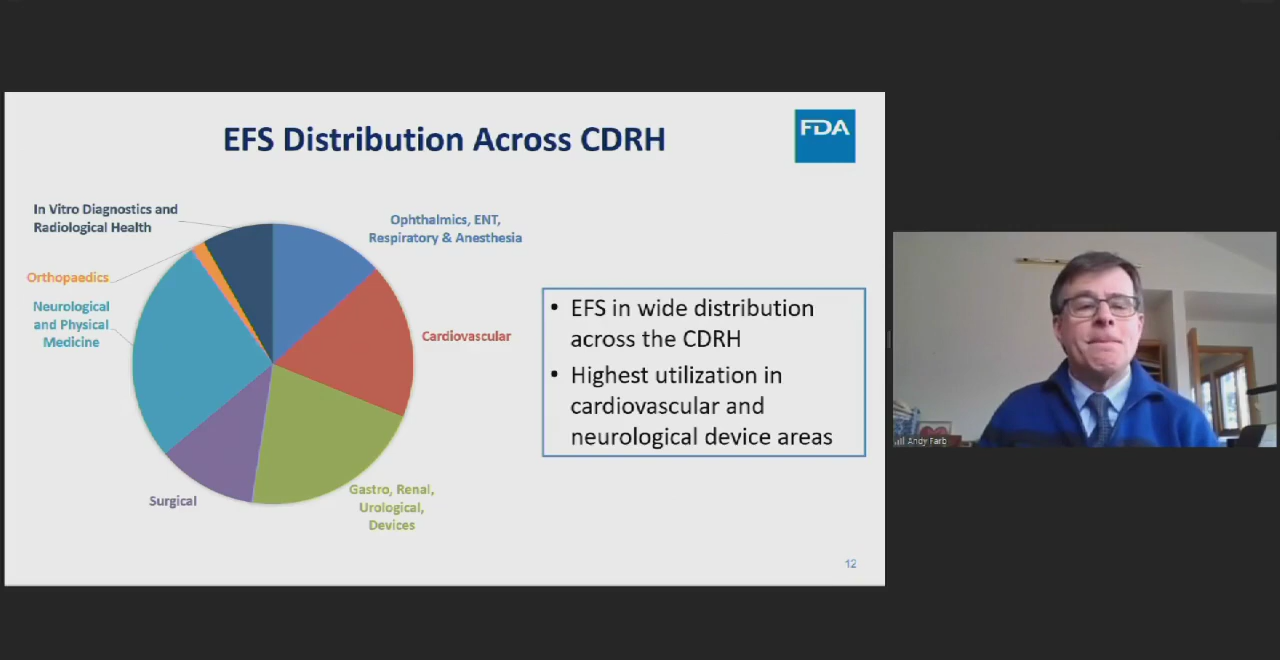 EFS Distribution Across CDRH
FDA
In Vitro Diagnostics and
Radiological Health
Ophthalmics, ENT,
Respiratory & Anesthesia
Orthopaedics
Neurological
and Physical
Medicine
Cardiovascular
Surgical
Gastro, Renal,
Urological,
Devices
• EFS in wide distribution
across the CDRH
• Highest utilization in
cardiovascular and
neurological device areas
12
Andy Farb